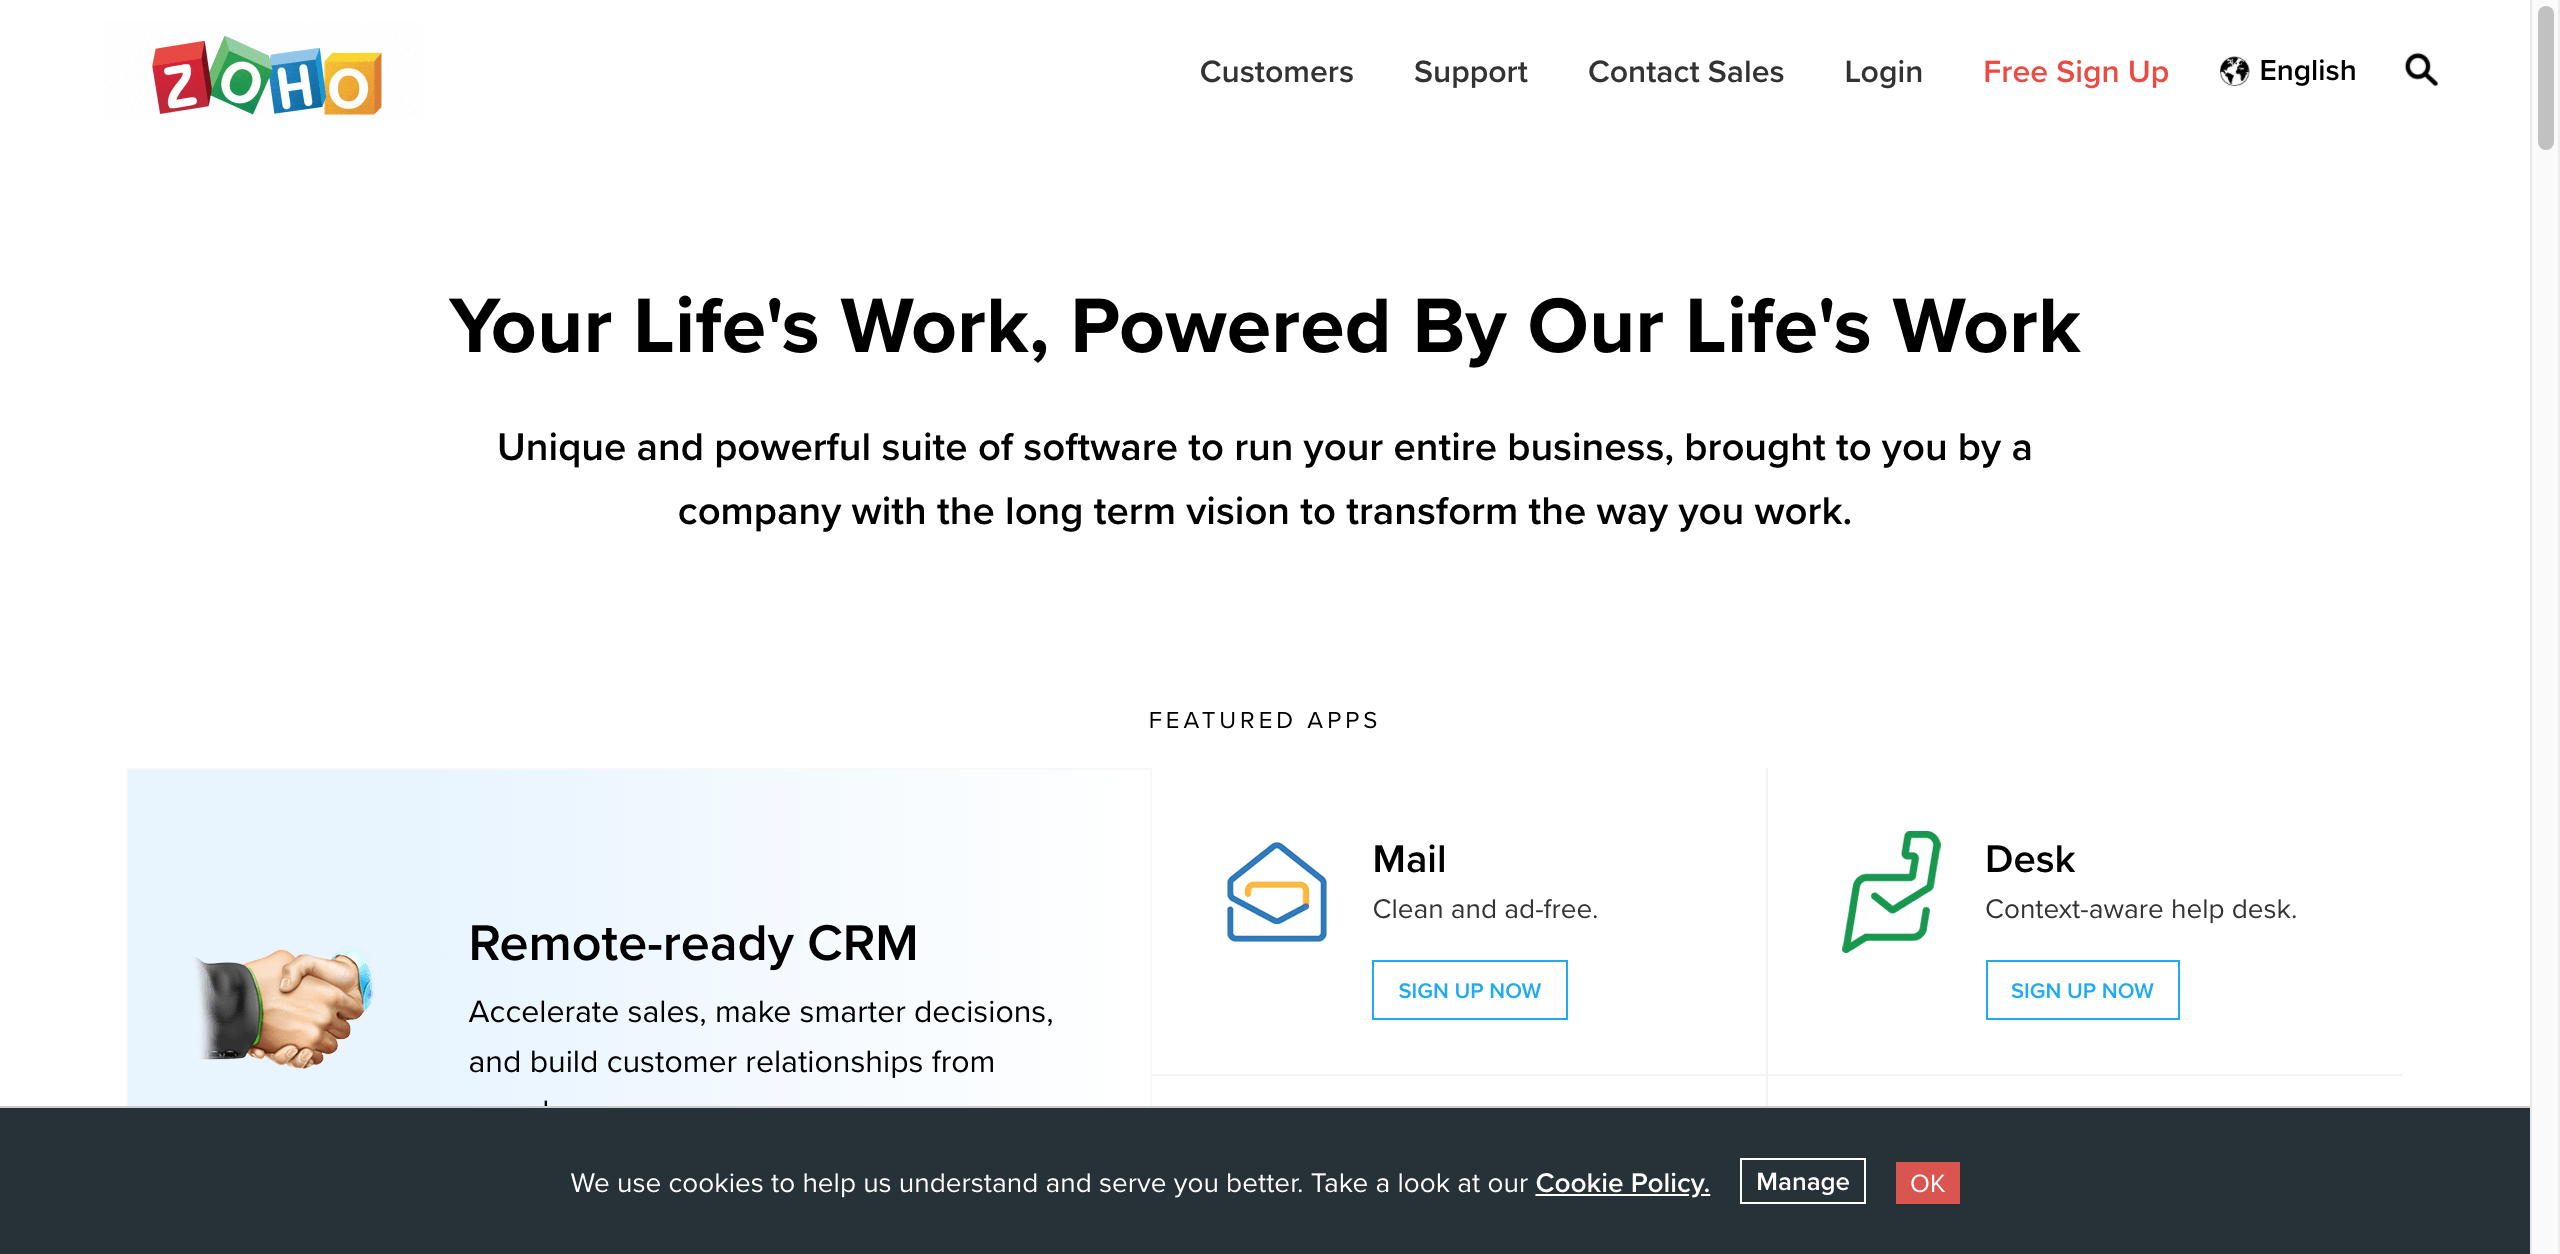 ZOHO
Customers
Support
Contact Sales
Login
Free Sign Up
English
Your Life's Work, Powered By Our Life's Work
Unique and powerful suite of software to run your entire business, brought to you by a
company with the long term vision to transform the way you work.
FEATURED APPS
Remote-ready CRM
Accelerate sales, make smarter decisions,
and build customer relationships from
Mail
Clean and ad-free.
SIGN UP NOW
Desk
Context-aware help desk.
SIGN UP NOW
We use cookies to help us understand and serve you better. Take a look at our Cookie Policy.
Manage
OK